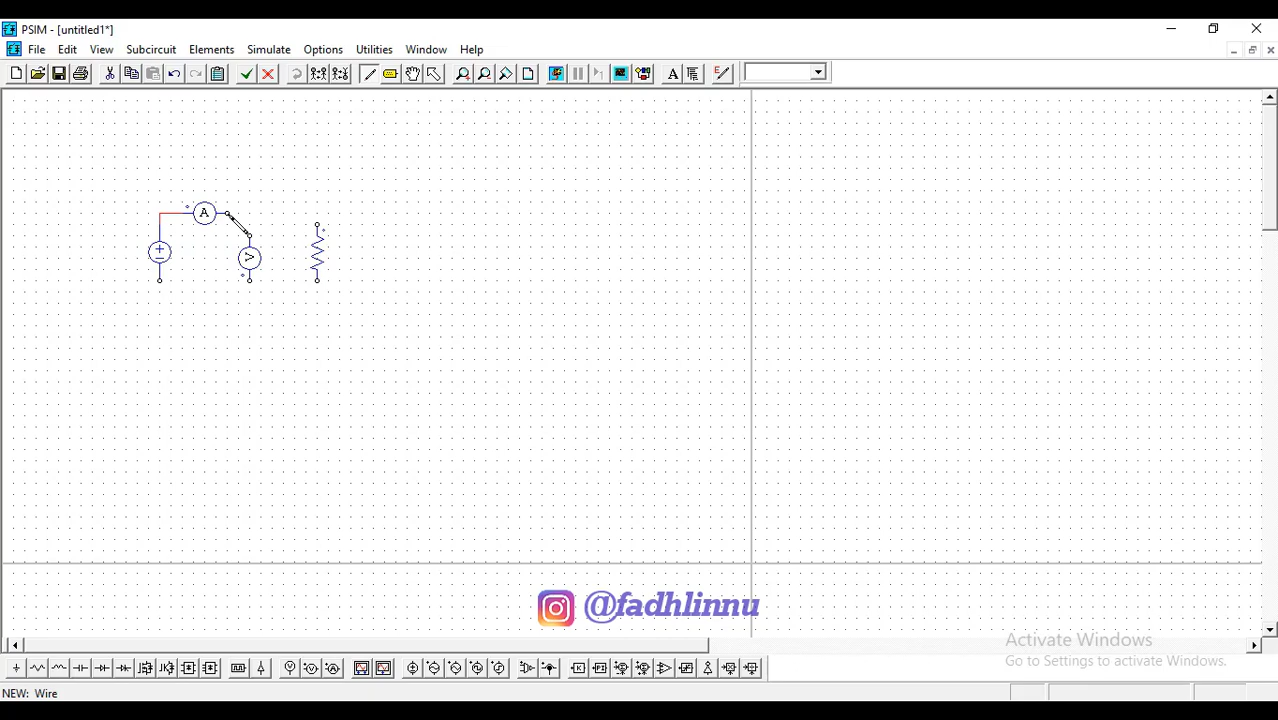 PSIM - [untitled1*]
File Edit View Subcircuit Elements Simulate Options Utilities Window Help
A
A
V
@fadhlinnu
Activate Windows
Go to Settings to activate Windows.
NEW: Wire